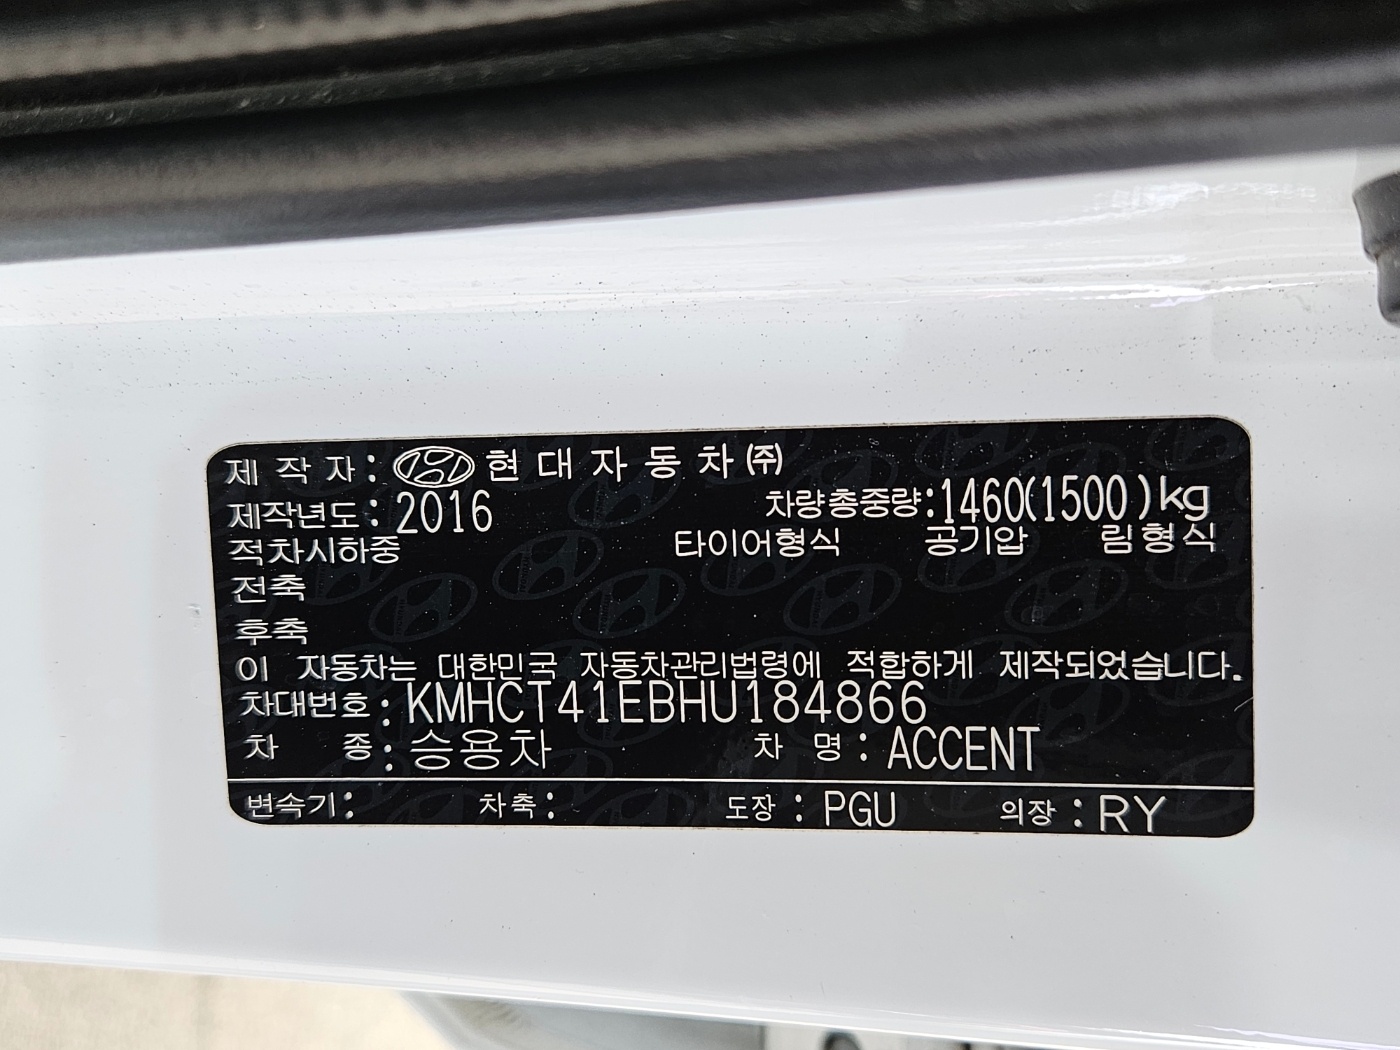 제 작 자 : 현 대 자 동 차 ㈜
제작년도 : 2016 차량총중량 : 1460(1500 )kg
적차시하중 타이어형식 공기압 림형식
전축
후축
이 자동차는 대한민국 자동차관리법령에 적합하게 제작되었습니다.
차대번호 : KMHCT41EBHU184866
차 종 : 승용차 차 명 : ACCENT
변속기 : 차축 : 도장 : PGU 의장 : RY